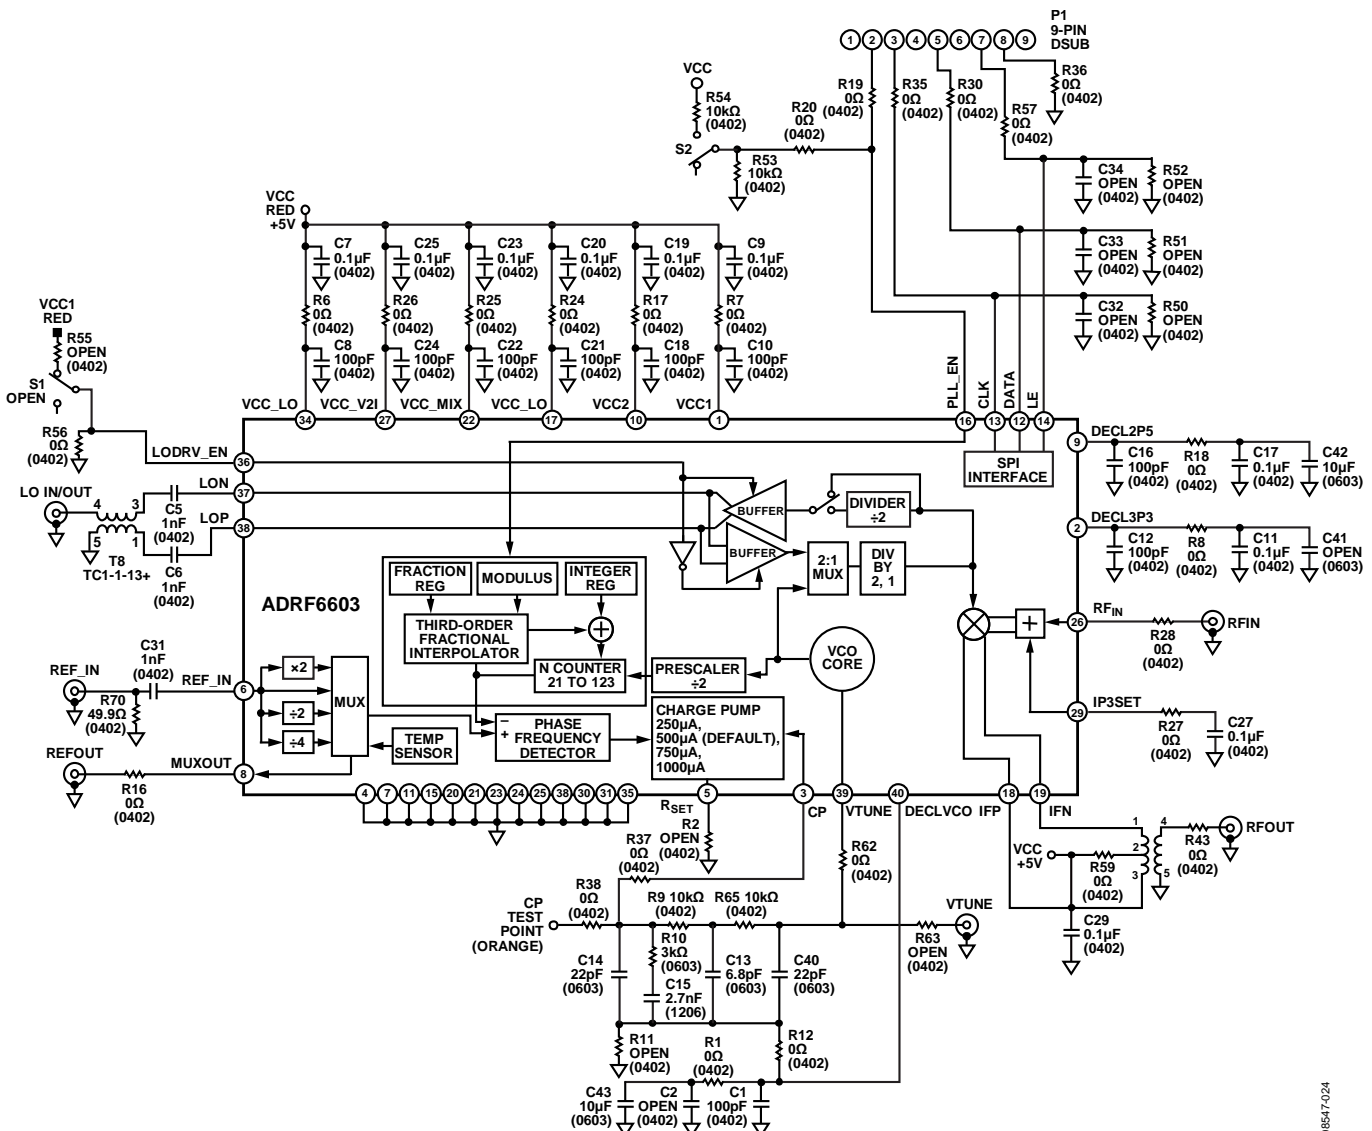 P1
9-PIN
DSUB
1 2 3 4 5 6 7 8 9
R36
0Ω
(0402)
R19
0Ω
(0402)
R35
0Ω
(0402)
R30
0Ω
(0402)
R57
0Ω
(0402)
VCC
R54
10kΩ
(0402)
S2
R20
0Ω
(0402)
R53
10kΩ
(0402)
C34
OPEN
(0402)
R52
OPEN
(0402)
C33
OPEN
(0402)
R51
OPEN
(0402)
C32
OPEN
(0402)
R50
OPEN
(0402)
VCC
RED
+5V
C7
0.1µF
(0402)
C25
0.1µF
(0402)
C23
0.1µF
(0402)
C20
0.1µF
(0402)
C19
0.1µF
(0402)
C9
0.1µF
(0402)
R6
0Ω
(0402)
R26
0Ω
(0402)
R25
0Ω
(0402)
R24
0Ω
(0402)
R17
0Ω
(0402)
R7
0Ω
(0402)
C8
100pF
(0402)
C24
100pF
(0402)
C22
100pF
(0402)
C21
100pF
(0402)
C18
100pF
(0402)
C10
100pF
(0402)
VCC1
RED
R55
OPEN
(0402)
S1
OPEN
R56
0Ω
(0402)
VCC_LO
34
VCC_V2I
27
VCC_MIX
22
VCC_LO
17
VCC2
10
VCC1
1
PLL_EN
16
CLK
13
DATA
12
LE
14
SPI
INTERFACE
LODRV_EN
36
LO IN/OUT
4 3
5 1
T8
TC1-1-13+
C5
1nF
(0402)
C6
1nF
(0402)
LON
37
LOP
38
BUFFER
BUFFER
DIVIDER
÷2
2:1
MUX
DIV
BY
2, 1
9
DECL2P5
C16
100pF
(0402)
R18
0Ω
(0402)
C17
0.1µF
(0402)
C42
10µF
(0603)
2
DECL3P3
C12
100pF
(0402)
R8
0Ω
(0402)
C11
0.1µF
(0402)
C41
OPEN
(0603)
ADRF6603
FRACTION
REG
MODULUS
INTEGER
REG
THIRD-ORDER
FRACTIONAL
INTERPOLATOR
+
N COUNTER
21 TO 123
PRESCALER
÷2
VCO
CORE
+
26
RFIN
R28
0Ω
(0402)
RFIN
29
IP3SET
R27
0Ω
(0402)
C27
0.1µF
(0402)
REF_IN
C31
1nF
(0402)
R70
49.9Ω
(0402)
REF_IN
6
×2
÷2
÷4
MUX
TEMP
SENSOR
−
+
PHASE
FREQUENCY
DETECTOR
CHARGE PUMP
250µA,
500µA (DEFAULT),
750µA,
1000µA
REFOUT
R16
0Ω
(0402)
MUXOUT
8
4 7 11 15 20 21 23 24 25 38 30 31 35
RSET
5
R2
OPEN
(0402)
3
CP
39
VTUNE
40
DECLVCO
IFP
18
19
IFN
R37
0Ω
(0402)
R62
0Ω
(0402)
VCC
+5V
R59
0Ω
(0402)
1
2
3
4
5
R43
0Ω
(0402)
RFOUT
C29
0.1µF
(0402)
CP
TEST
POINT
(ORANGE)
R38
0Ω
(0402)
R9 10kΩ
(0402)
R65 10kΩ
(0402)
VTUNE
R63
OPEN
(0402)
C14
22pF
(0603)
R10
3kΩ
(0603)
C15
2.7nF
(1206)
C13
6.8pF
(0603)
C40
22pF
(0603)
R11
OPEN
(0402)
R12
0Ω
(0402)
R1
0Ω
(0402)
C43
10µF
(0603)
C2
OPEN
(0402)
C1
100pF
(0402)
08547-024